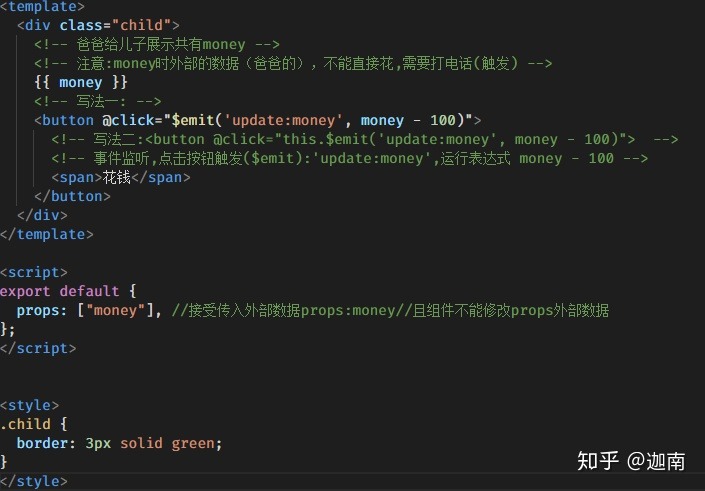 <template>
<div class="child">
<!-- 爸爸给儿子展示共有money -->
<!-- 注意:money时外部的数据（爸爸的），不能直接花,需要打电话(触发) -->
{{ money }}
<!-- 写法一: -->
<button @click="$emit('update:money', money - 100)">
<!-- 写法二:<button @click="this.$emit('update:money', money - 100)">  -->
<!-- 事件监听,点击按钮触发($emit):'update:money',运行表达式 money - 100 -->
<span>花钱</span>
</button>
</div>
</template>
<script>
export default {
props: ["money"], //接受传入外部数据props:money//且组件不能修改props外部数据
};
</script>
<style>
.child {
border: 3px solid green;
}
</style>
知乎 @迦南